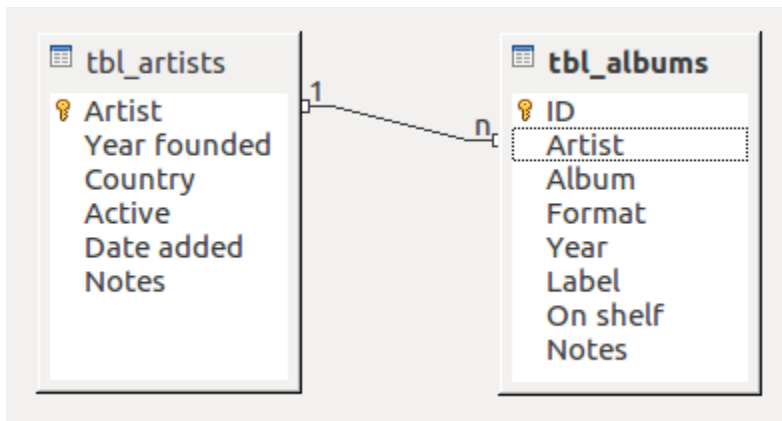 tbl_artists
Artist
Year founded
Country
Active
Date added
Notes
1
n
tbl_albums
ID
Artist
Album
Format
Year
Label
On shelf
Notes